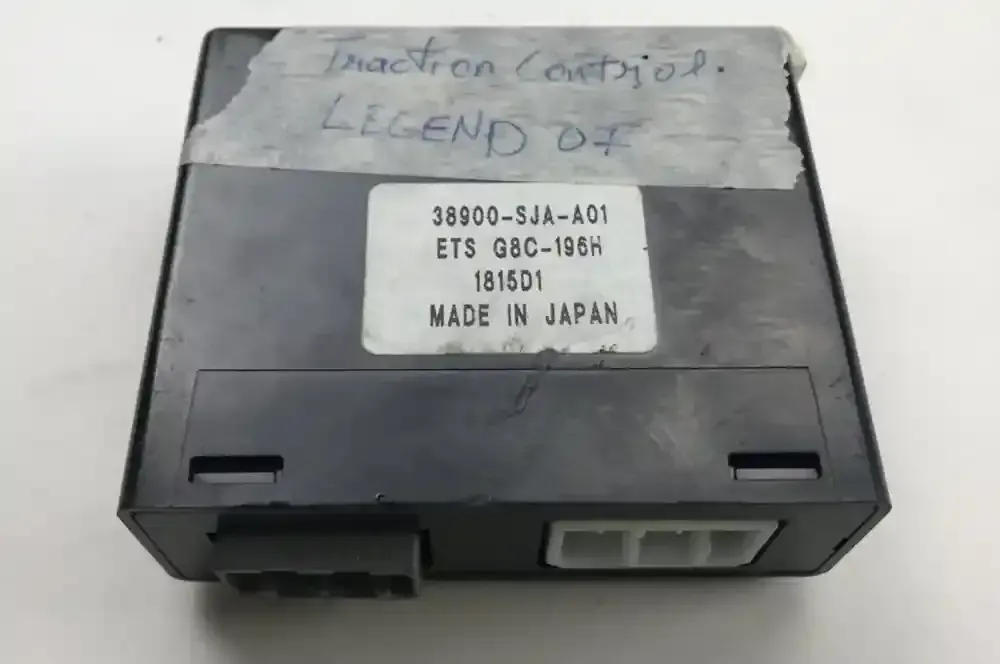 Traction Control.
LEGEND 07
38900-SJA-A01
ETS G8C-196H
1815D1
MADE IN JAPAN